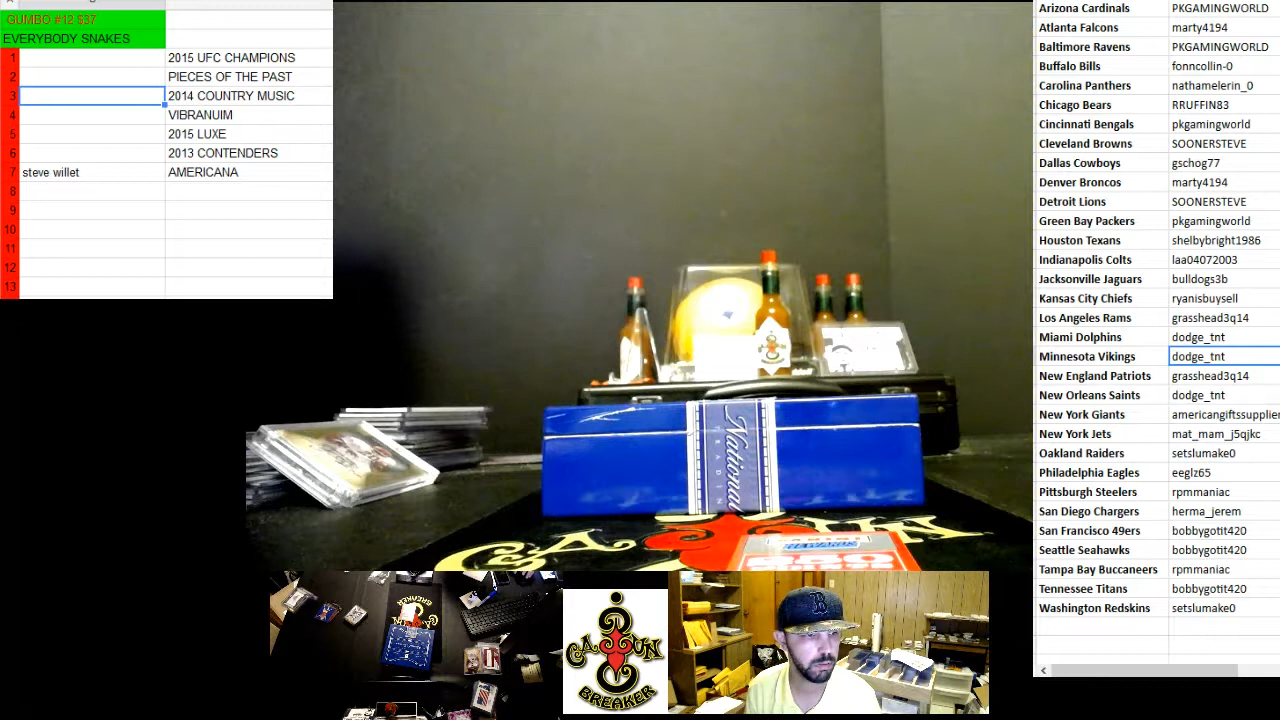 GUMBO #12 $37
EVERYBODY SNAKES
1 2015 UFC CHAMPIONS
2 PIECES OF THE PAST
3 2014 COUNTRY MUSIC
4 VIBRANUIM
5 2015 LUXE
6 2013 CONTENDERS
7 steve willet AMERICANA
8
9
10
11
12
13
Arizona Cardinals PKGAMINGWORLD
Atlanta Falcons marty4194
Baltimore Ravens PKGAMINGWORLD
Buffalo Bills fonncollin-0
Carolina Panthers nathamelerin_0
Chicago Bears RRUFFIN83
Cincinnati Bengals pkgamingworld
Cleveland Browns SOONERSTEVE
Dallas Cowboys gschog77
Denver Broncos marty4194
Detroit Lions SOONERSTEVE
Green Bay Packers pkgamingworld
Houston Texans shelbybright1986
Indianapolis Colts laa04072003
Jacksonville Jaguars bulldogs3b
Kansas City Chiefs ryanisbuysell
Los Angeles Rams grasshead3q14
Miami Dolphins dodge_tnt
Minnesota Vikings dodge_tnt
New England Patriots grasshead3q14
New Orleans Saints dodge_tnt
New York Giants americangiftssupplies
New York Jets mat_mam_j5qjkc
Oakland Raiders setslumake0
Philadelphia Eagles eeglz65
Pittsburgh Steelers rpmmaniac
San Diego Chargers herma_jerem
San Francisco 49ers bobbygotit420
Seattle Seahawks bobbygotit420
Tampa Bay Buccaneers rpmmaniac
Tennessee Titans bobbygotit420
Washington Redskins setslumake0
National
TRADIN
CAJUN
PANINI
REWARDS
CAJUN
BREAKER
B